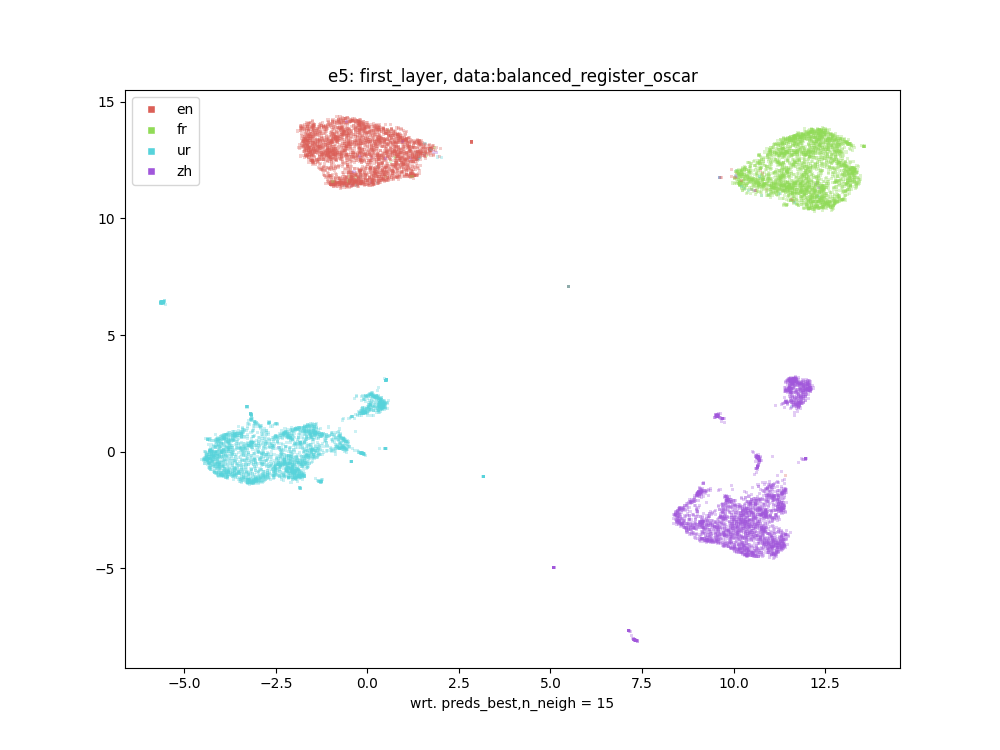 e5: first_layer, data:balanced_register_oscar
en
fr
ur
zh
15
10
5
0
−5
−5.0
−2.5
0.0
2.5
5.0
7.5
10.0
12.5
wrt. preds_best,n_neigh = 15